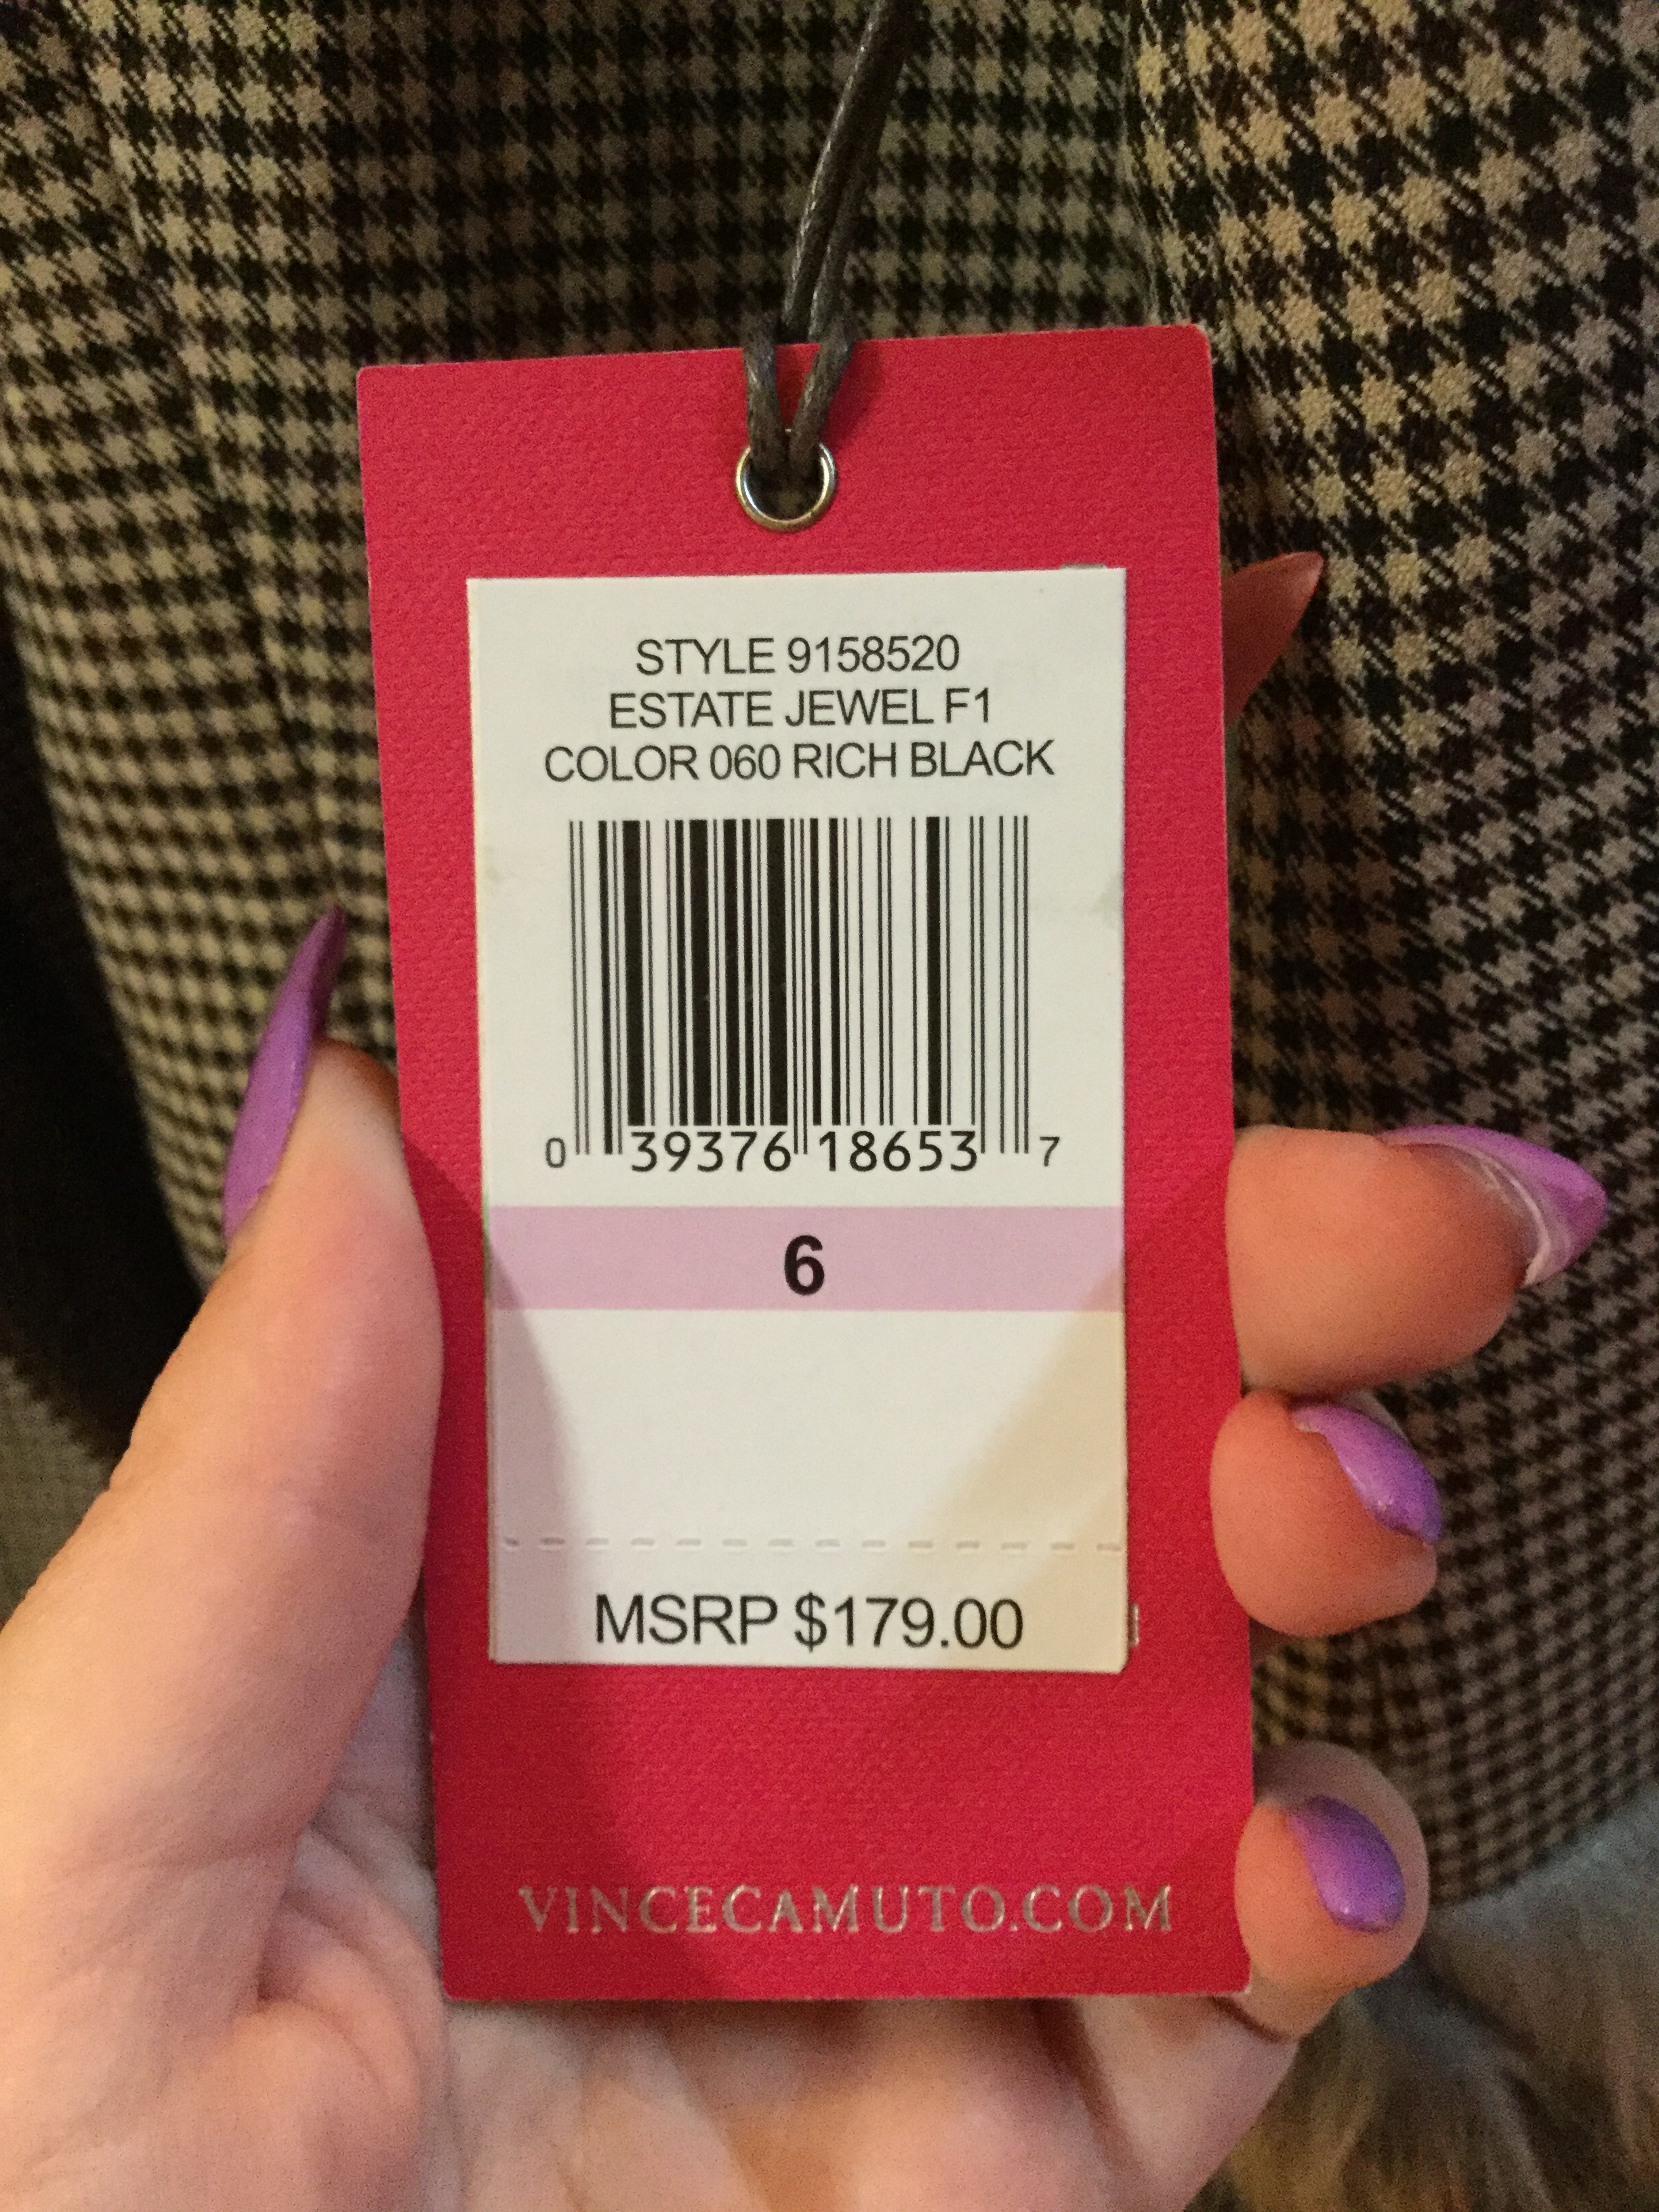 STYLE 9158520
ESTATE JEWEL F1
COLOR 060 RICH BLACK
0 39376 18653 7
6
MSRP $179.00
VINCECAMUTO.COM